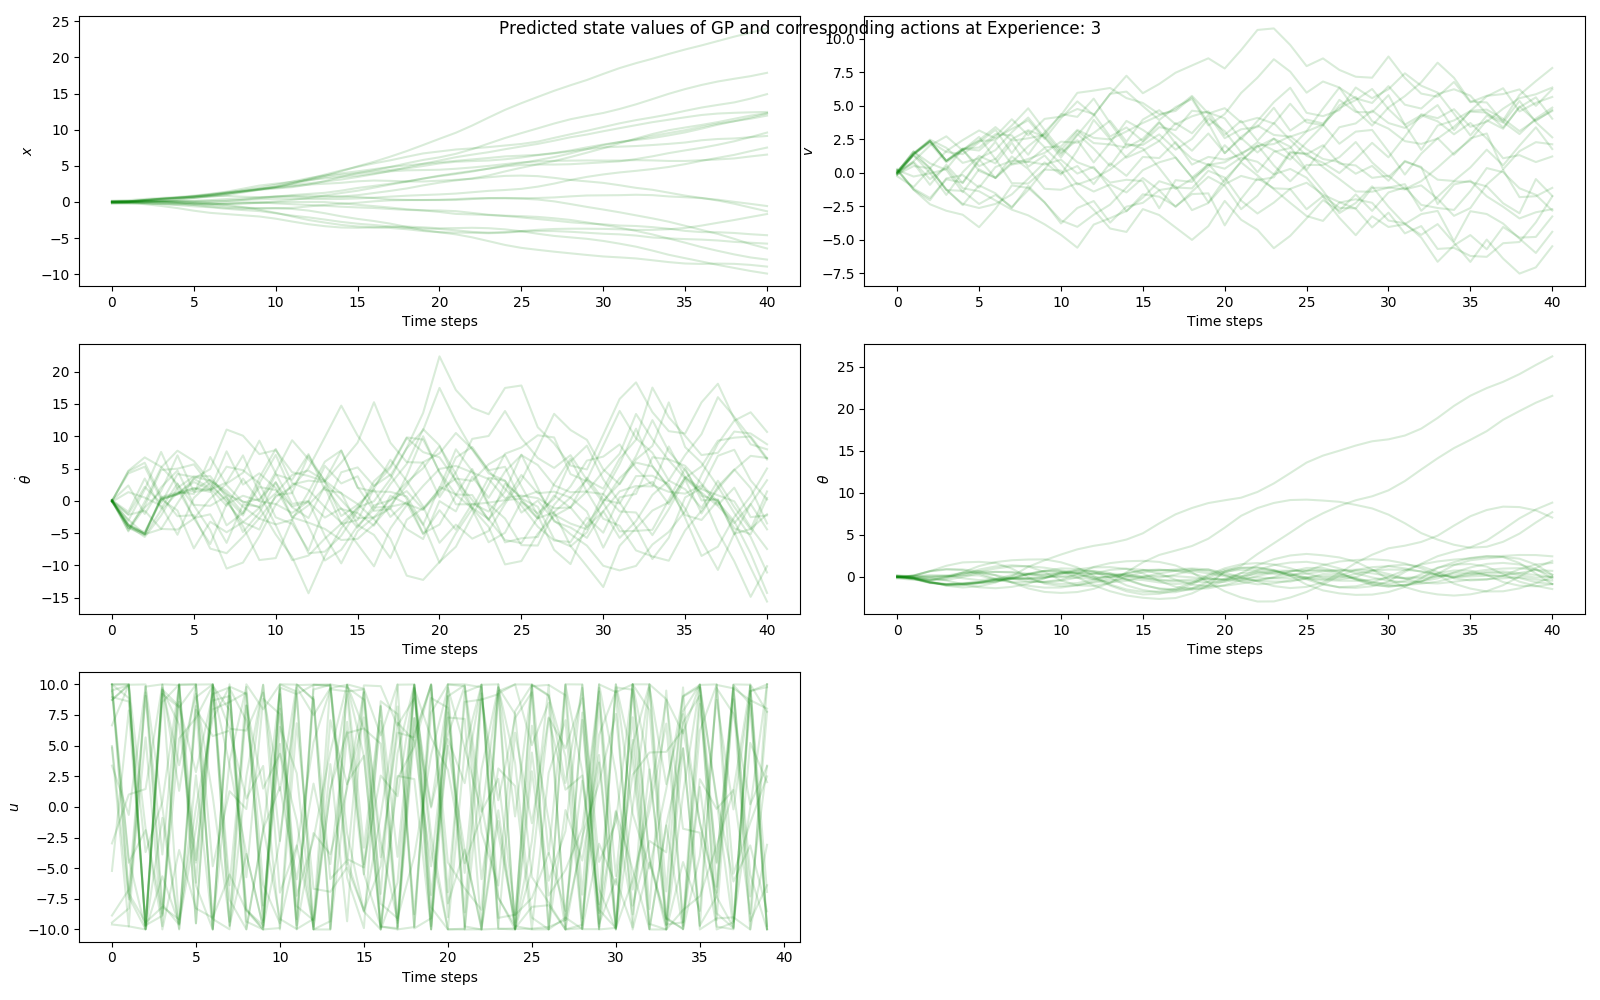 Predicted state values of GP and corresponding actions at Experience: 3
25
20
15
10
5
0
−5
−10
x
0 5 10 15 20 25 30 35 40
Time steps
10.0
7.5
5.0
2.5
0.0
−2.5
−5.0
−7.5
v
0 5 10 15 20 25 30 35 40
Time steps
20
15
10
5
0
−5
−10
−15
θ̇
0 5 10 15 20 25 30 35 40
Time steps
25
20
15
10
5
0
θ
0 5 10 15 20 25 30 35 40
Time steps
10.0
7.5
5.0
2.5
0.0
−2.5
−5.0
−7.5
−10.0
u
0 5 10 15 20 25 30 35 40
Time steps